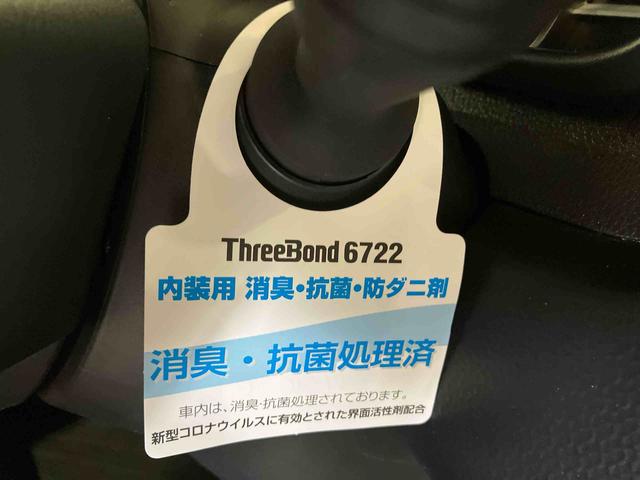 ThreeBond 6722
内装用 消臭・抗菌・防ダニ剤
消臭・抗菌処理済
車内は、消臭・抗菌処理されております。
新型コロナウイルスに有効とされた界面活性剤配合